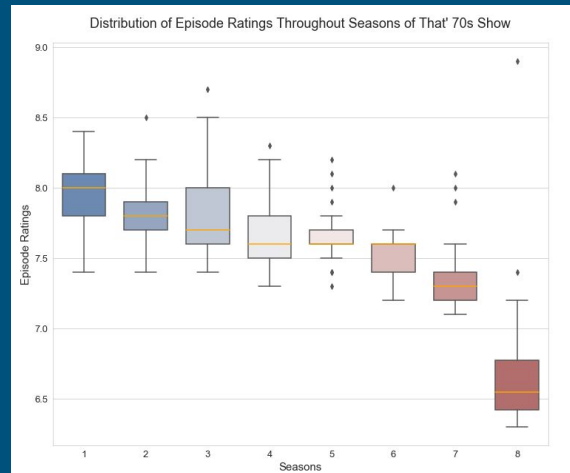 Distribution of Episode Ratings Throughout Seasons of That' 70s Show
9.0
8.5
8.0
7.5
7.0
6.5
Episode Ratings
1 2 3 4 5 6 7 8
Seasons